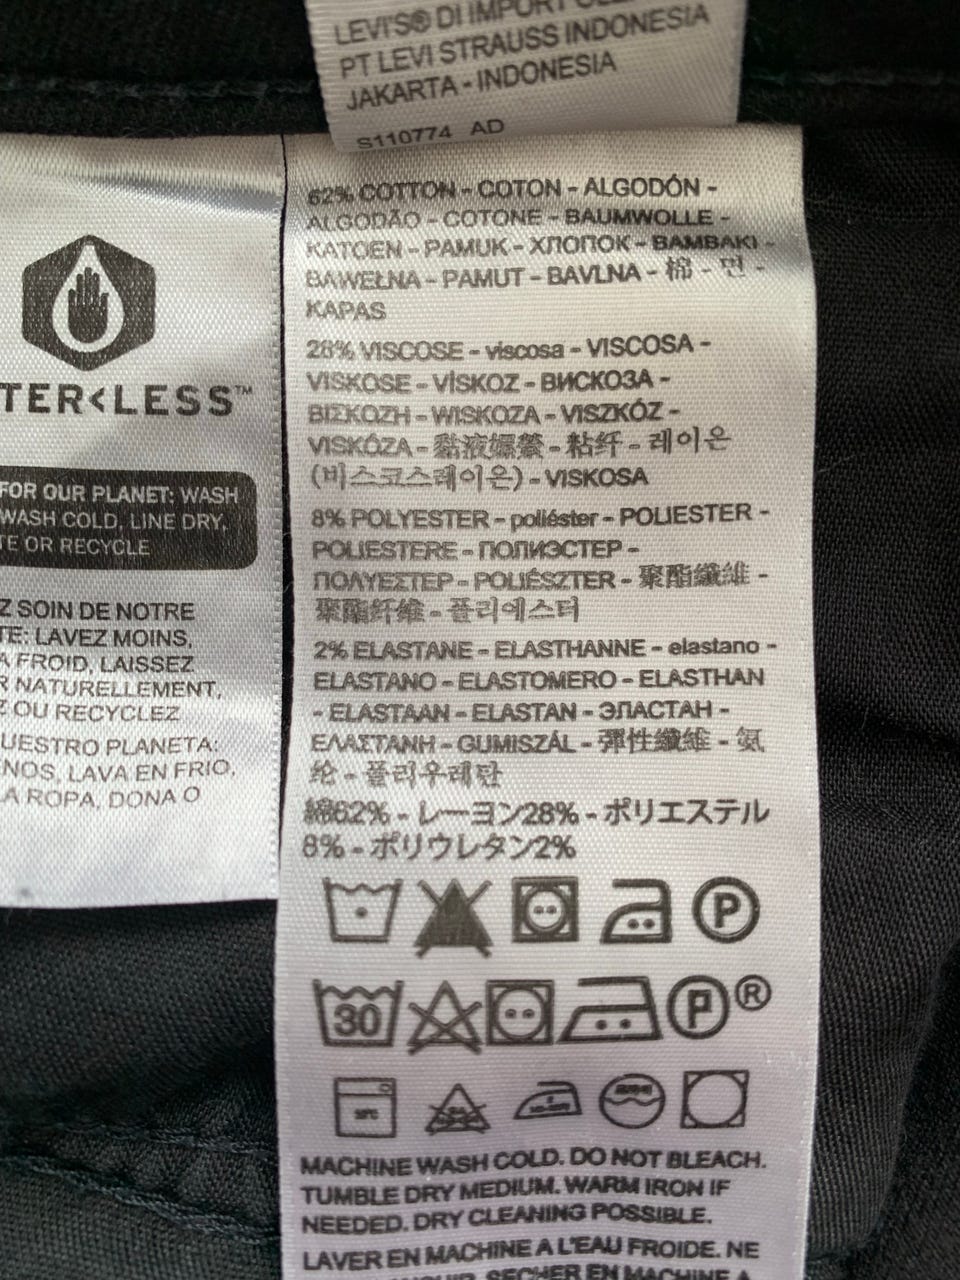 LEVI'S® DI IMPORT OLEH
PT LEVI STRAUSS INDONESIA
JAKARTA - INDONESIA
S110774 AD
TER<LESS™
FOR OUR PLANET: WASH
WASH COLD, LINE DRY,
TE OR RECYCLE
Z SOIN DE NOTRE
TE: LAVEZ MOINS,
À FROID, LAISSEZ
R NATURELLEMENT,
Z OU RECYCLEZ
UESTRO PLANETA:
NOS, LAVA EN FRIO,
LA ROPA, DONA O
62% COTTON - COTON - ALGODÓN -
ALGODÃO - COTONE - BAUMWOLLE -
KATOEN - PAMUK - ХЛОПОК - ΒΑΜΒΑΚΙ -
BAWEŁNA - PAMUT - BAVLNA - 棉 - 면 -
KAPAS
28% VISCOSE - viscosa - VISCOSA -
VISKOSE - VİSKOZ - ВИСКОЗА -
ΒΙΣΚΟΖΗ - WISKOZA - VISZKÓZ -
VISKÓZA - 黏液嫘縈 - 粘纤 - 레이온
(비스코스레이온) - VISKOSA
8% POLYESTER - poliéster - POLIESTER -
POLIESTERE - ПОЛИЭСТЕР -
ΠΟΛΥΕΣΤΕΡ - POLIÉSZTER - 聚酯纖維 -
聚酯纤维 - 폴리에스터
2% ELASTANE - ELASTHANNE - elastano -
ELASTANO - ELASTOMERO - ELASTHAN
- ELASTAAN - ELASTAN - ЭЛАСТАН -
ΕΛΑΣΤΑΝΗ - GUMISZÁL - 彈性纖維 - 氨
纶 - 폴리우레탄
綿62% - レーヨン28% - ポリエステル
8% - ポリウレタン2%
P
30 P ®
MACHINE WASH COLD. DO NOT BLEACH.
TUMBLE DRY MEDIUM. WARM IRON IF
NEEDED. DRY CLEANING POSSIBLE.
LAVER EN MACHINE A L'EAU FROIDE. NE
SECHER EN MACHINE A